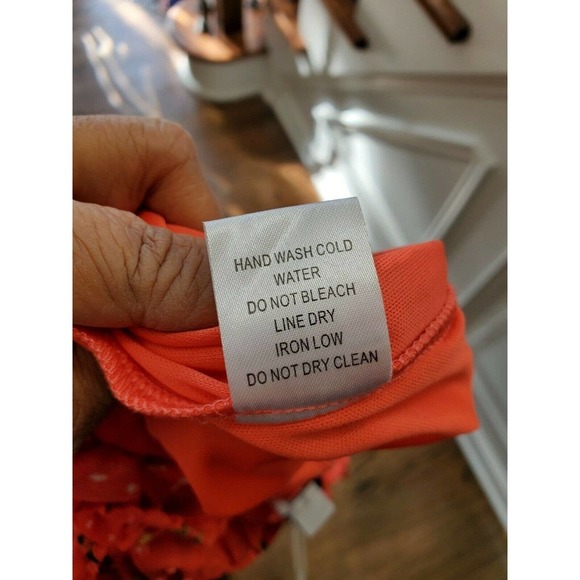 HAND WASH COLD
WATER
DO NOT BLEACH
LINE DRY
IRON LOW
DO NOT DRY CLEAN